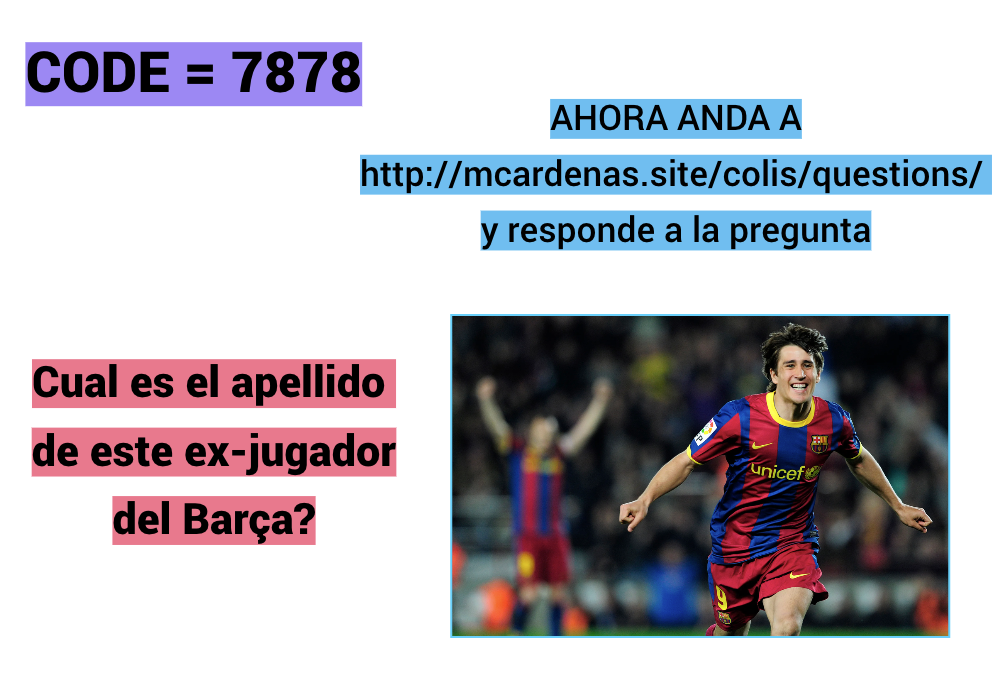 CODE = 7878
AHORA ANDA A
http://mcardenas.site/colis/questions/
y responde a la pregunta
Cual es el apellido
de este ex-jugador
del Barça?
unicef
9